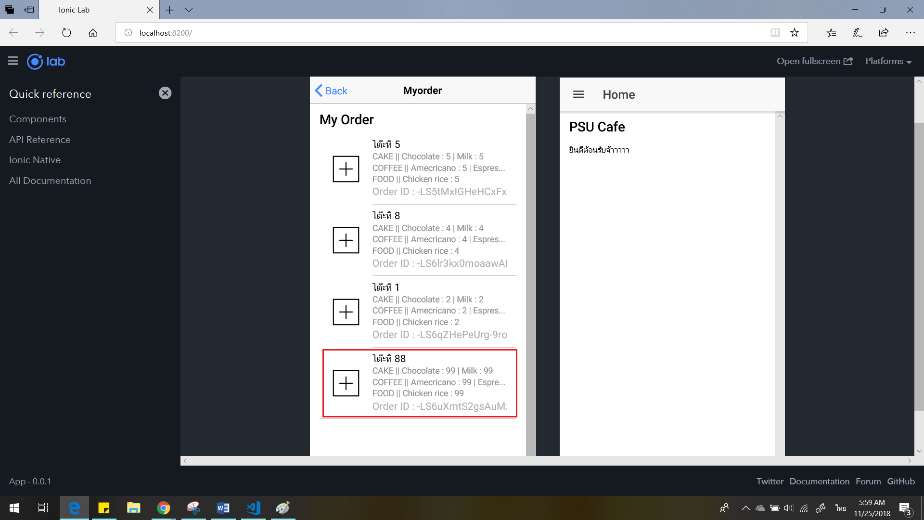 Ionic Lab
localhost:8200/
lab
Open fullscreen
Platforms
Quick reference
Components
API Reference
Ionic Native
All Documentation
Back
Myorder
My Order
โต๊ะที่ 5
CAKE || Chocolate : 5 | Milk : 5
COFFEE || Amecricano : 5 | Espres...
FOOD || Chicken rice : 5
Order ID : -LS5tMxIGHeHCxFx
โต๊ะที่ 8
CAKE || Chocolate : 4 | Milk : 4
COFFEE || Amecricano : 4 | Espres...
FOOD || Chicken rice : 4
Order ID : -LS6lr3kx0moaawAl
โต๊ะที่ 1
CAKE || Chocolate : 2 | Milk : 2
COFFEE || Amecricano : 2 | Espres...
FOOD || Chicken rice : 2
Order ID : -LS6qZHePeUrg-9ro
โต๊ะที่ 88
CAKE || Chocolate : 99 | Milk : 99
COFFEE || Amecricano : 99 | Espre...
FOOD || Chicken rice : 99
Order ID : -LS6uXmtS2gsAuM
Home
PSU Cafe
ยินดีต้อนรับจ้าาาาา
App - 0.0.1
Twitter
Documentation
Forum
GitHub
ไทย
5:59 AM
11/25/2018
3